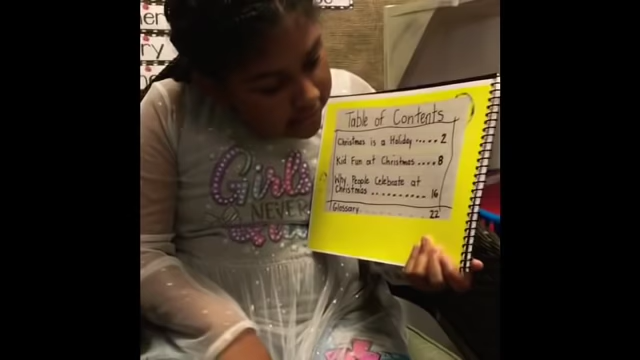 ry
Table of Contents
Christmas is a Holiday ..... 2
Kid Fun at Christmas .... 8
Why People Celebrate at
Christmas .......... 16
Glossary .......... 22
Girls
NEVER